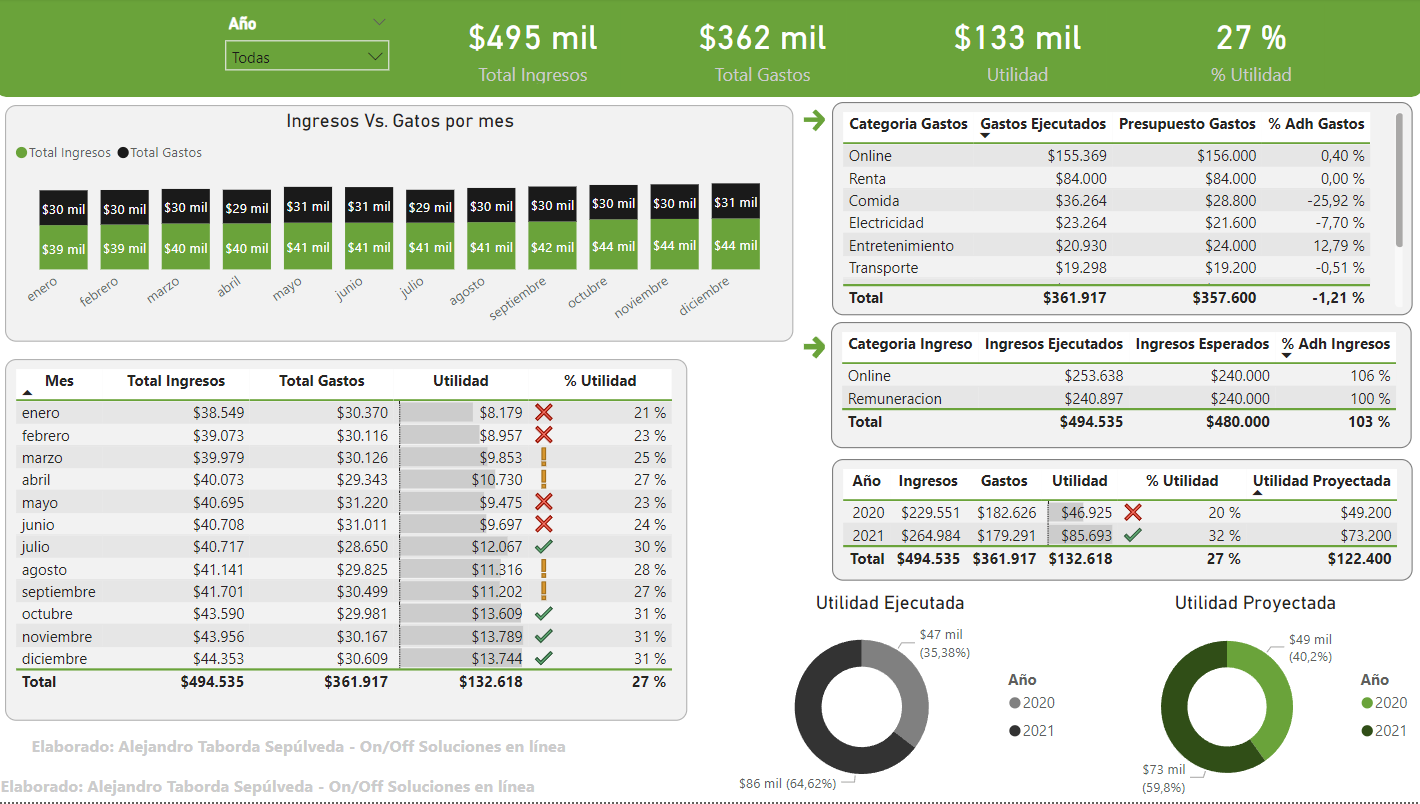 Año
Todas
$495 mil
Total Ingresos
$362 mil
Total Gastos
$133 mil
Utilidad
27 %
% Utilidad
Ingresos Vs. Gatos por mes
Total Ingresos Total Gastos
$30 mil $30 mil $30 mil $29 mil $31 mil $31 mil $29 mil $30 mil $30 mil $30 mil $30 mil $31 mil
$39 mil $39 mil $40 mil $40 mil $41 mil $41 mil $41 mil $41 mil $42 mil $44 mil $44 mil $44 mil
enero febrero marzo abril mayo junio julio agosto septiembre octubre noviembre diciembre
Categoria Gastos Gastos Ejecutados Presupuesto Gastos % Adh Gastos
Online $155.369 $156.000 0,40 %
Renta $84.000 $84.000 0,00 %
Comida $36.264 $28.800 -25,92 %
Electricidad $23.264 $21.600 -7,70 %
Entretenimiento $20.930 $24.000 12,79 %
Transporte $19.298 $19.200 -0,51 %
Total $361.917 $357.600 -1,21 %
Categoria Ingreso Ingresos Ejecutados Ingresos Esperados % Adh Ingresos
Online $253.638 $240.000 106 %
Remuneracion $240.897 $240.000 100 %
Total $494.535 $480.000 103 %
Mes Total Ingresos Total Gastos Utilidad % Utilidad
enero $38.549 $30.370 $8.179 21 %
febrero $39.073 $30.116 $8.957 23 %
marzo $39.979 $30.126 $9.853 25 %
abril $40.073 $29.343 $10.730 27 %
mayo $40.695 $31.220 $9.475 23 %
junio $40.708 $31.011 $9.697 24 %
julio $40.717 $28.650 $12.067 30 %
agosto $41.141 $29.825 $11.316 28 %
septiembre $41.701 $30.499 $11.202 27 %
octubre $43.590 $29.981 $13.609 31 %
noviembre $43.956 $30.167 $13.789 31 %
diciembre $44.353 $30.609 $13.744 31 %
Total $494.535 $361.917 $132.618 27 %
Año Ingresos Gastos Utilidad % Utilidad Utilidad Proyectada
2020 $229.551 $182.626 $46.925 20 % $49.200
2021 $264.984 $179.291 $85.693 32 % $73.200
Total $494.535 $361.917 $132.618 27 % $122.400
Utilidad Ejecutada
$47 mil
(35,38%)
Año
2020
2021
$86 mil (64,62%)
Utilidad Proyectada
$49 mil
(40,2%)
Año
2020
2021
$73 mil
(59,8%)
Elaborado: Alejandro Taborda Sepúlveda - On/Off Soluciones en línea
Elaborado: Alejandro Taborda Sepúlveda - On/Off Soluciones en línea